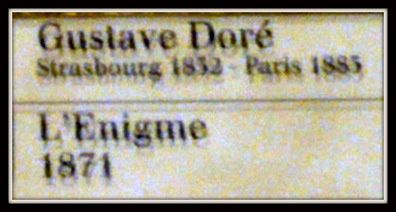 Gustave Doré
Strasbourg 1832 - Paris 1883
L'Enigme
1871